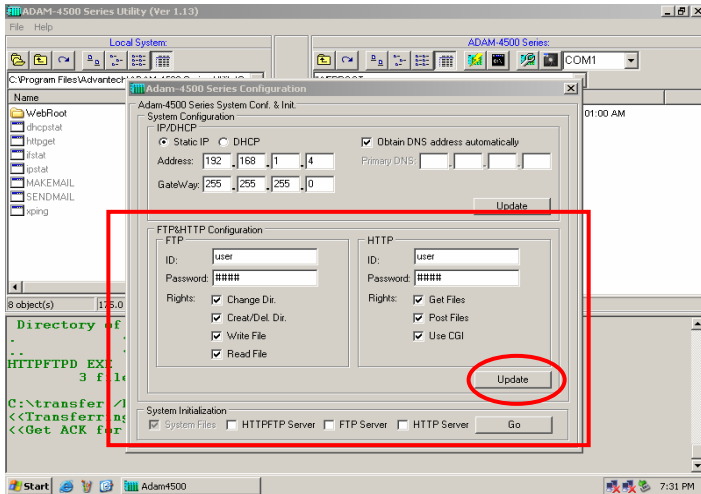 ADAM-4500 Series Utility (Ver 1.13)
File Help
Local System:
ADAM-4500 Series:
COM1
C:\Program Files\Advantech
Name
01:00 AM
WebRoot
dhcpstat
httpget
ifstat
ipstat
MAKEMAIL
SENDMAIL
xping
8 object(s)
Adam-4500 Series Configuration
Adam-4500 Series System Conf. & Init.
System Configuration
IP/DHCP
Static IP DHCP
Obtain DNS address automatically
Address: 192 . 168 . 1 . 4
Primary DNS: . . .
GateWay: 255 . 255 . 255 . 0
Update
FTP&HTTP Configuration
FTP
ID: user
Password: ####
Rights: Change Dir.
Creat/Del. Dir.
Write File
Read File
HTTP
ID: user
Password: ####
Rights: Get Files
Post Files
Use CGI
Update
System Initialization
System Files HTTPFTP Server FTP Server HTTP Server Go
Directory of
.
..
HTTPFTPD EXE
3 file
C:\>transfer /
<<Transferring
<<Get ACK for
Start
Adam4500
7:31 PM